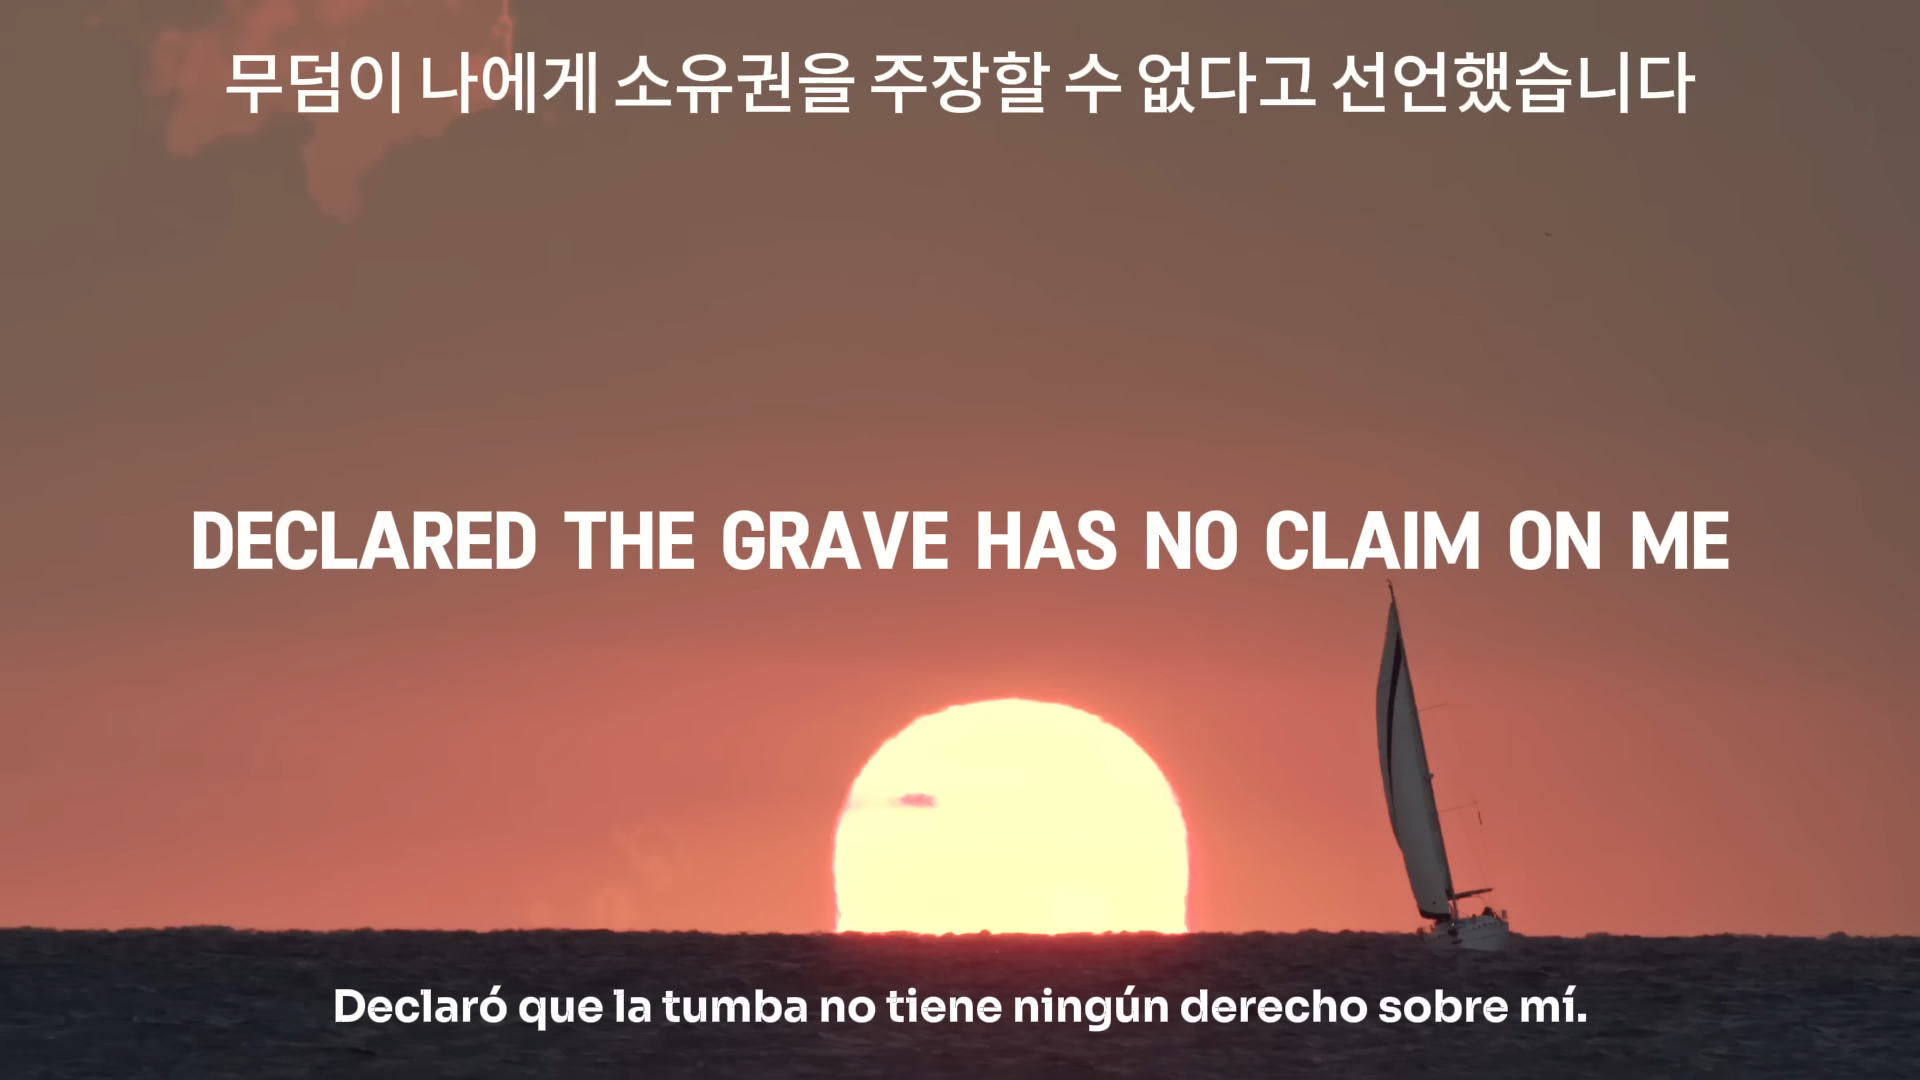 무덤이 나에게 소유권을 주장할 수 없다고 선언했습니다
DECLARED THE GRAVE HAS NO CLAIM ON ME
Declaró que la tumba no tiene ningún derecho sobre mí.